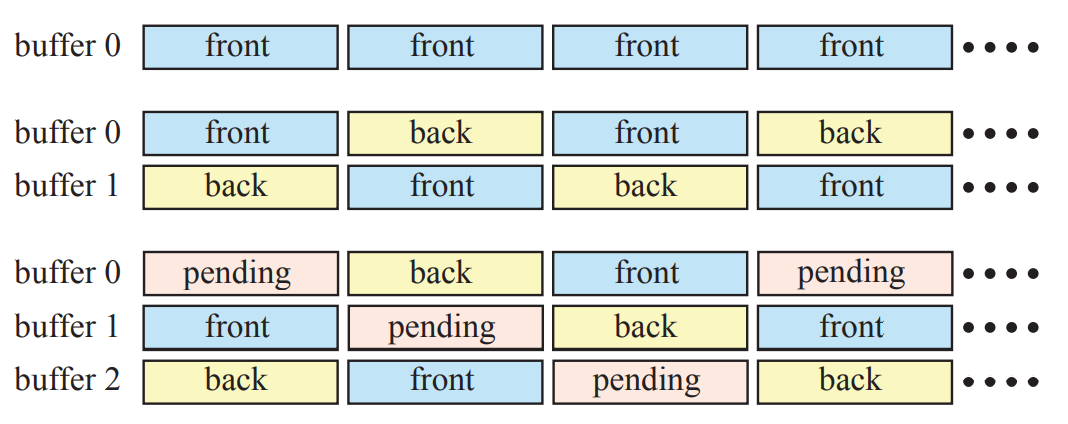 buffer 0 front front front front
buffer 0 front back front back
buffer 1 back front back front
buffer 0 pending back front pending
buffer 1 front pending back front
buffer 2 back front pending back